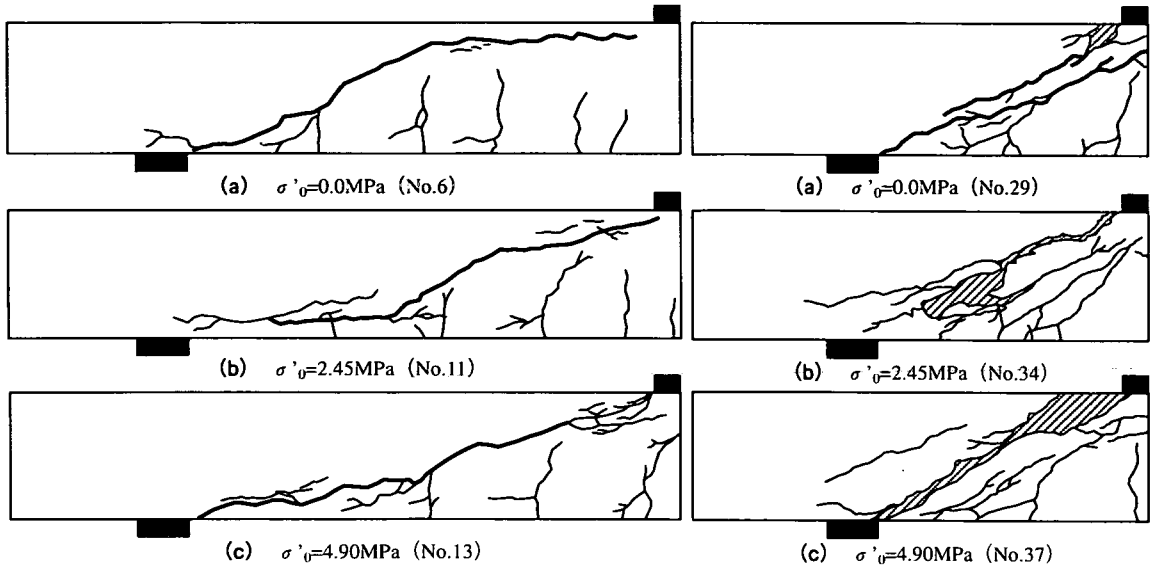 (a) σ'₀=0.0MPa (No.6)
(a) σ'₀=0.0MPa (No.29)
(b) σ'₀=2.45MPa (No.11)
(b) σ'₀=2.45MPa (No.34)
(c) σ'₀=4.90MPa (No.13)
(c) σ'₀=4.90MPa (No.37)